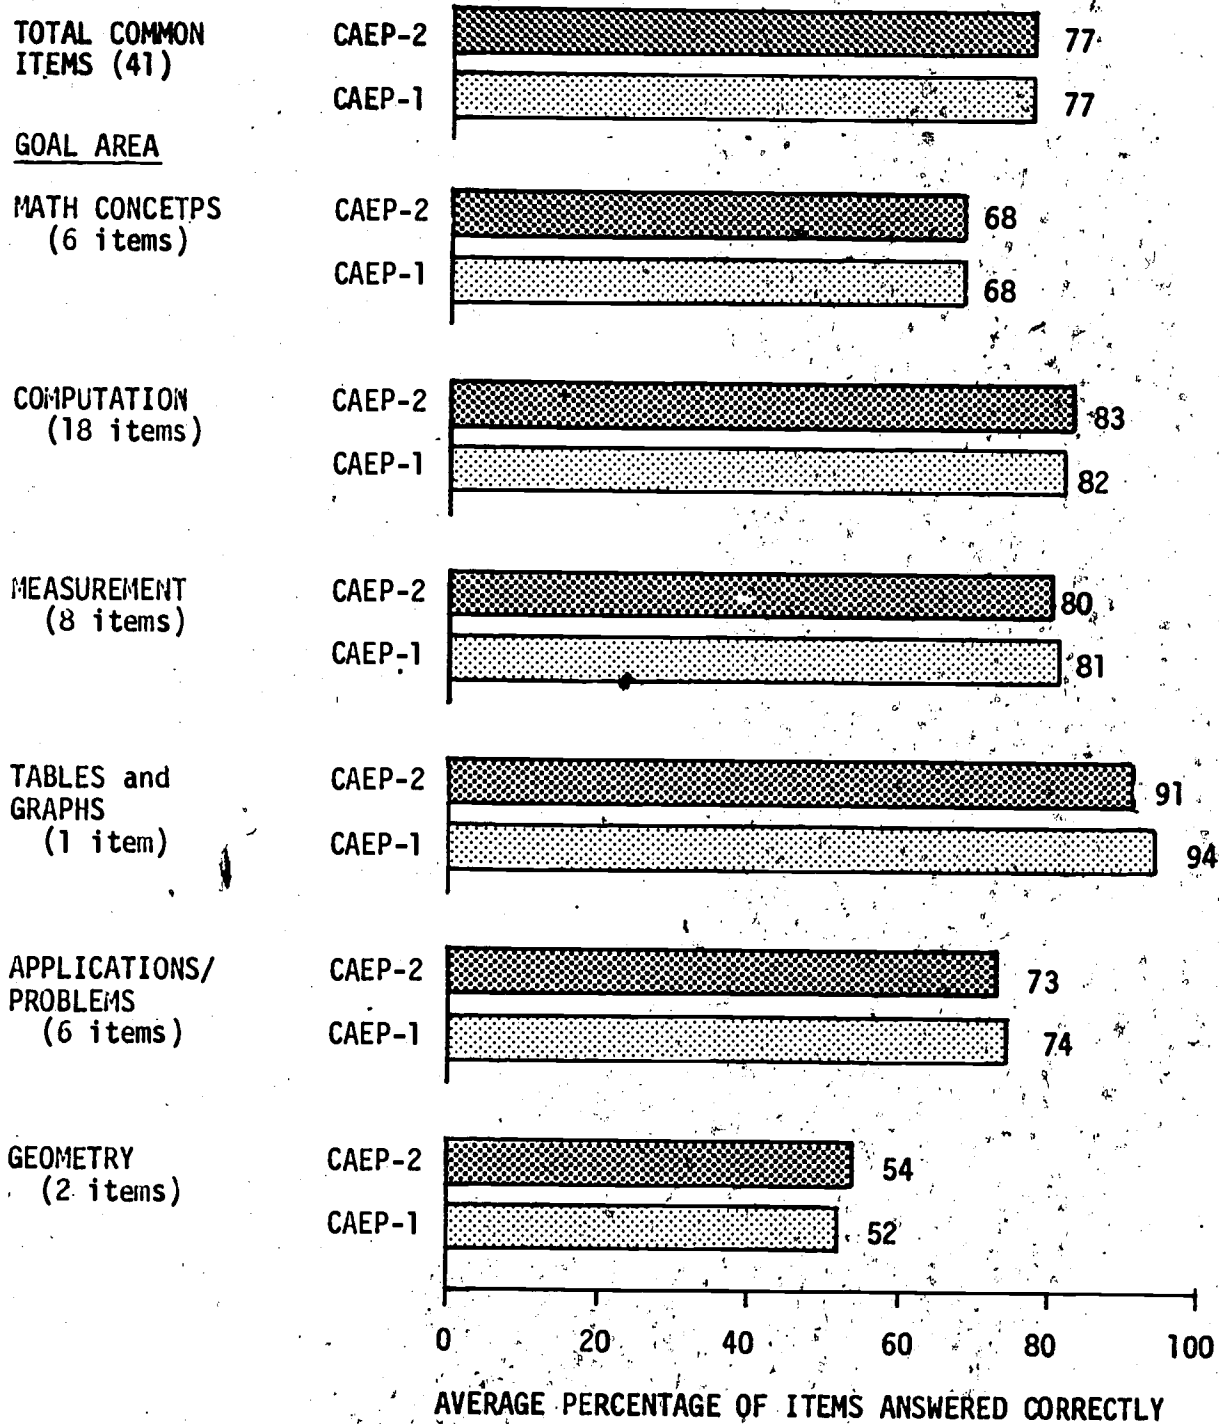 TOTAL COMMON CAEP-2 77
ITEMS (41)
CAEP-1 77
GOAL AREA
MATH CONCETPS CAEP-2 68
(6 items)
CAEP-1 68
COMPUTATION CAEP-2 83
(18 items)
CAEP-1 82
MEASUREMENT CAEP-2 80
(8 items)
CAEP-1 81
TABLES and CAEP-2 91
GRAPHS
(1 item) CAEP-1 94
APPLICATIONS/ CAEP-2 73
PROBLEMS
(6 items) CAEP-1 74
GEOMETRY CAEP-2 54
(2 items)
CAEP-1 52
0 20 40 60 80 100
AVERAGE PERCENTAGE OF ITEMS ANSWERED CORRECTLY